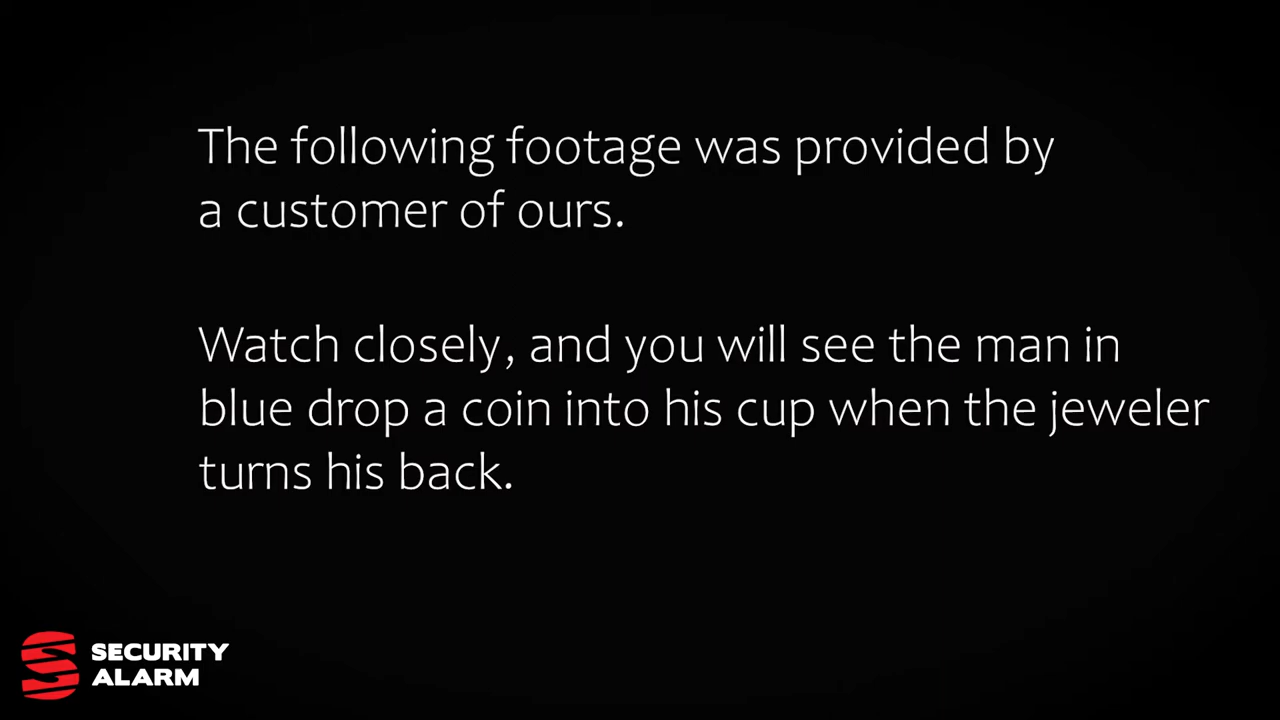 The following footage was provided by
a customer of ours.
Watch closely, and you will see the man in
blue drop a coin into his cup when the jeweler
turns his back.
SECURITY
ALARM